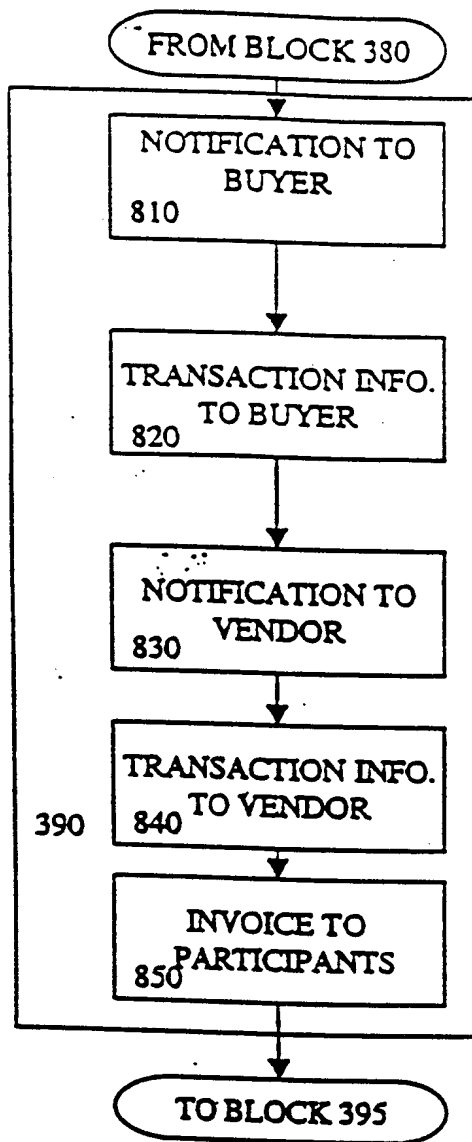 FROM BLOCK 380
NOTIFICATION TO
BUYER
810
TRANSACTION INFO.
TO BUYER
820
NOTIFICATION TO
VENDOR
830
TRANSACTION INFO.
TO VENDOR
390
840
INVOICE TO
PARTICIPANTS
850
TO BLOCK 395